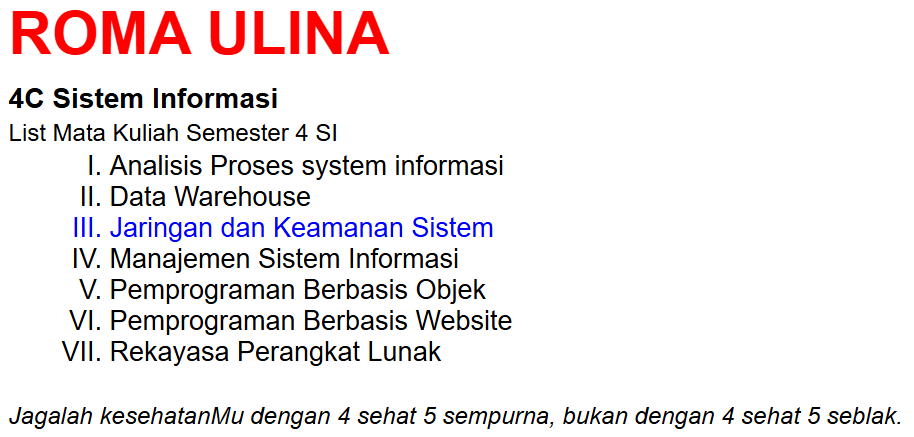 ROMA ULINA
4C Sistem Informasi
List Mata Kuliah Semester 4 SI
I. Analisis Proses system informasi
II. Data Warehouse
III. Jaringan dan Keamanan Sistem
IV. Manajemen Sistem Informasi
V. Pemprograman Berbasis Objek
VI. Pemprograman Berbasis Website
VII. Rekayasa Perangkat Lunak
Jagalah kesehatanMu dengan 4 sehat 5 sempurna, bukan dengan 4 sehat 5 seblak.